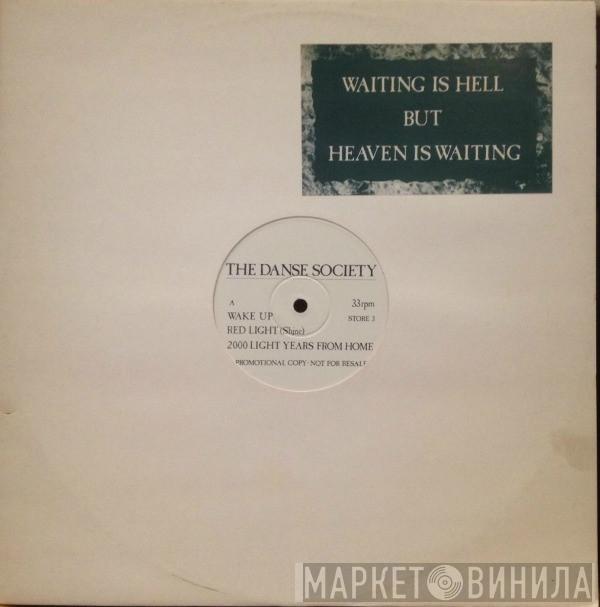 WAITING IS HELL
BUT
HEAVEN IS WAITING
THE DANSE SOCIETY
A 33rpm
WAKE UP STORE 3
RED LIGHT (Shine)
2000 LIGHT YEARS FROM HOME
PROMOTIONAL COPY · NOT FOR RESALE
МАРКЕТ ВИНИЛА